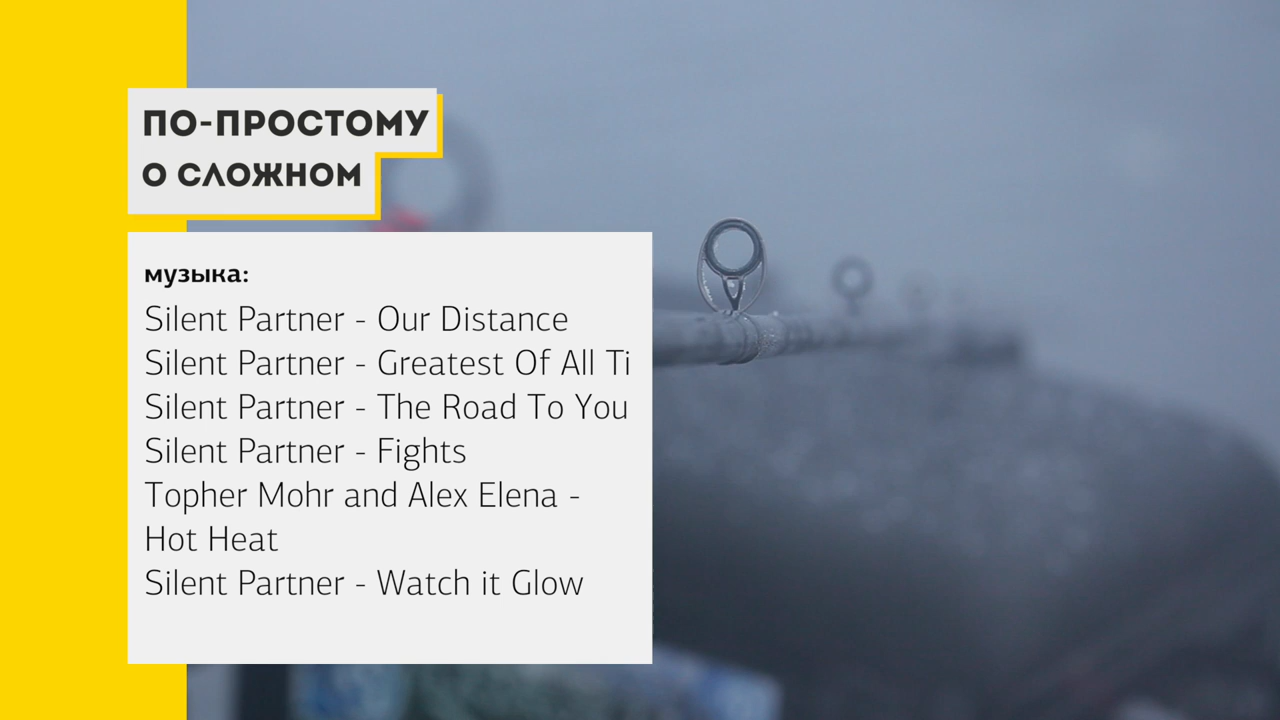 ПО-ПРОСТОМУ
О СЛОЖНОМ
музыка:
Silent Partner - Our Distance
Silent Partner - Greatest Of All Ti
Silent Partner - The Road To You
Silent Partner - Fights
Topher Mohr and Alex Elena -
Hot Heat
Silent Partner - Watch it Glow